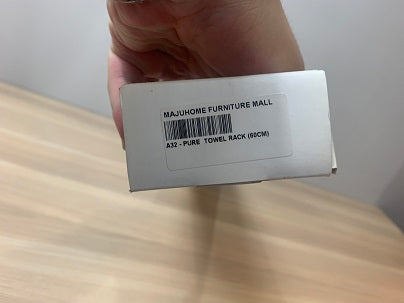 MAJUHOME FURNITURE MALL
A32 - PURE TOWEL RACK (60CM)